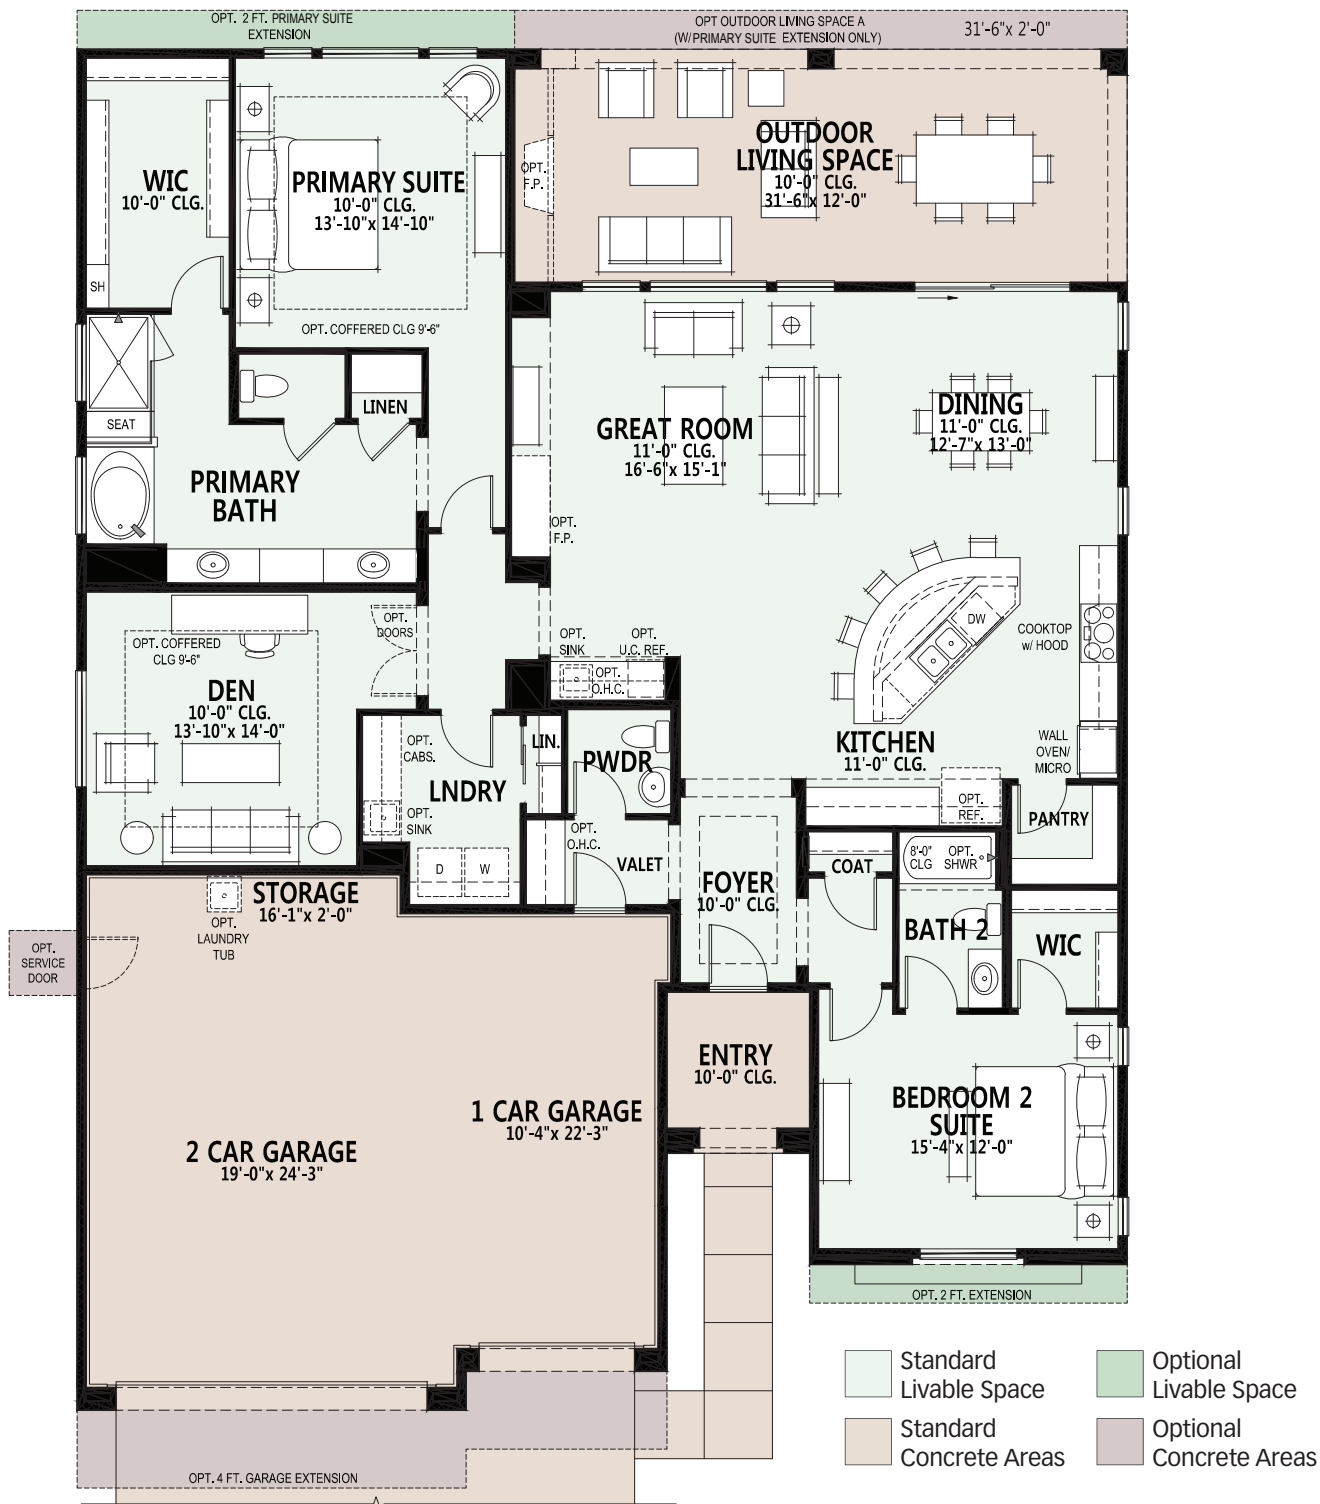 OPT. 2 FT. PRIMARY SUITE
EXTENSION
OPT OUTDOOR LIVING SPACE A
(W/ PRIMARY SUITE EXTENSION ONLY)
31'-6"x 2'-0"
WIC
10'-0" CLG.
SH
PRIMARY SUITE
10'-0" CLG.
13'-10"x 14'-10"
OPT. COFFERED CLG 9'-6"
OPT.
F.P.
OUTDOOR
LIVING SPACE
10'-0" CLG.
31'-6"x 12'-0"
SEAT
LINEN
PRIMARY
BATH
GREAT ROOM
11'-0" CLG.
16'-6"x 15'-1"
OPT.
F.P.
DINING
11'-0" CLG.
12'-7"x 13'-0"
OPT. COFFERED
CLG 9'-6"
OPT.
DOORS
DEN
10'-0" CLG.
13'-10"x 14'-0"
OPT.
SINK
OPT.
U.C. REF.
OPT.
O.H.C.
DW
COOKTOP
w/ HOOD
KITCHEN
11'-0" CLG.
WALL
OVEN/
MICRO
OPT.
REF.
PANTRY
OPT.
CABS.
LNDRY
OPT.
SINK
D
W
LIN.
PWDR
OPT.
O.H.C.
VALET
FOYER
10'-0" CLG.
COAT
8'-0"
CLG
OPT.
SHWR
BATH 2
WIC
STORAGE
16'-1"x 2'-0"
OPT.
LAUNDRY
TUB
OPT.
SERVICE
DOOR
ENTRY
10'-0" CLG.
BEDROOM 2
SUITE
15'-4"x 12'-0"
1 CAR GARAGE
10'-4"x 22'-3"
2 CAR GARAGE
19'-0"x 24'-3"
OPT. 2 FT. EXTENSION
OPT. 4 FT. GARAGE EXTENSION
Standard
Livable Space
Optional
Livable Space
Standard
Concrete Areas
Optional
Concrete Areas